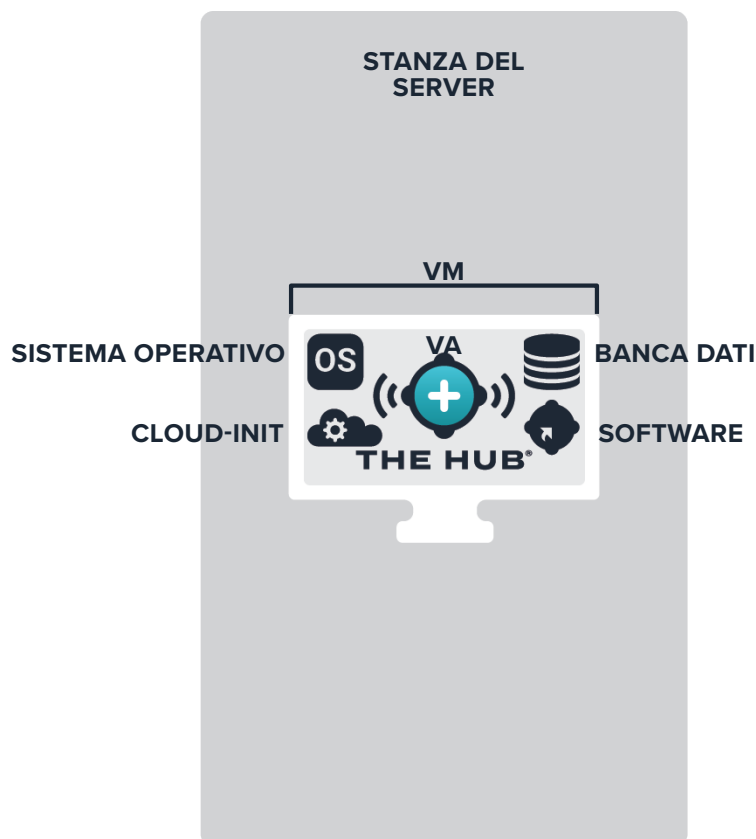 STANZA DEL
SERVER
VM
SISTEMA OPERATIVO
OS
VA
BANCA DATI
CLOUD-INIT
SOFTWARE
THE HUB®